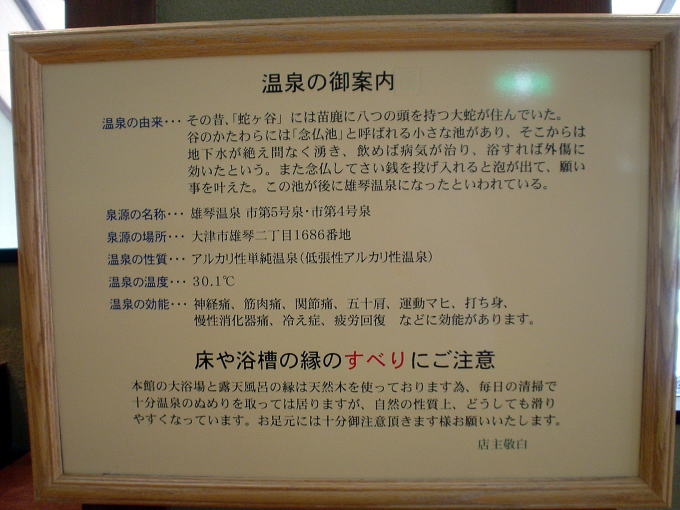 温泉の御案内
温泉の由来･･･ その昔、「蛇ヶ谷」には苗鹿に八つの頭を持つ大蛇が住んでいた。
谷のかたわらには「念仏池」と呼ばれる小さな池があり、そこからは
地下水が絶え間なく湧き、飲めば病気が治り、浴すれば外傷に
効いたという。また念仏してさい銭を投げ入れると泡が出て、願い
事を叶えた。この池が後に雄琴温泉になったといわれている。
泉源の名称･･･ 雄琴温泉 市第5号泉・市第4号泉
泉源の場所･･･ 大津市雄琴二丁目1686番地
温泉の性質･･･ アルカリ性単純温泉（低張性アルカリ性温泉）
温泉の温度･･･ 30.1℃
温泉の効能･･･ 神経痛、筋肉痛、関節痛、五十肩、運動マヒ、打ち身、
慢性消化器痛、冷え症、疲労回復 などに効能があります。
床や浴槽の縁のすべりにご注意
本館の大浴場と露天風呂の縁は天然木を使っております為、毎日の清掃で
十分温泉のぬめりを取っては居りますが、自然の性質上、どうしても滑り
やすくなっています。お足元には十分御注意頂きます様お願いいたします。
店主敬白